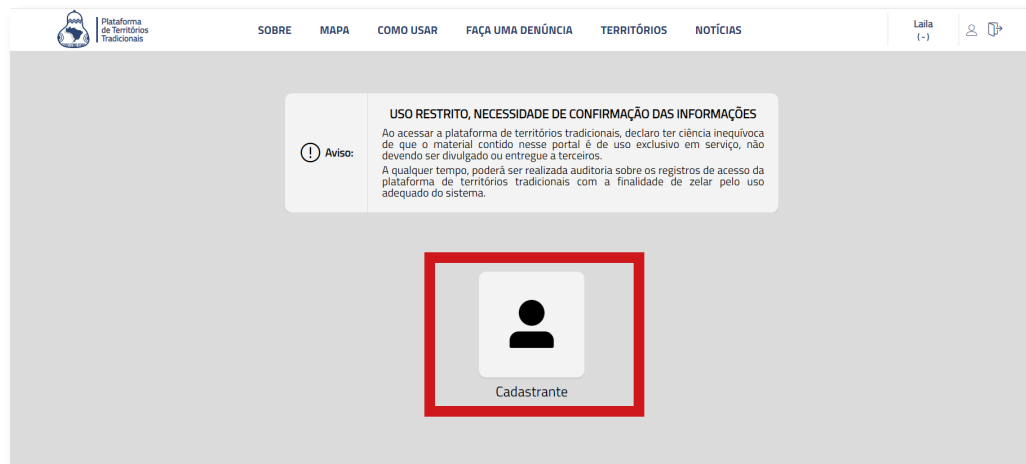 Plataforma
de Territórios
Tradicionais
SOBRE MAPA COMO USAR FAÇA UMA DENÚNCIA TERRITÓRIOS NOTÍCIAS
Laila
(-)
USO RESTRITO, NECESSIDADE DE CONFIRMAÇÃO DAS INFORMAÇÕES
Aviso:
Ao acessar a plataforma de territórios tradicionais, declaro ter ciência inequívoca
de que o material contido nesse portal é de uso exclusivo em serviço, não
devendo ser divulgado ou entregue a terceiros.
A qualquer tempo, poderá ser realizada auditoria sobre os registros de acesso da
plataforma de territórios tradicionais com a finalidade de zelar pelo uso
adequado do sistema.
Cadastrante